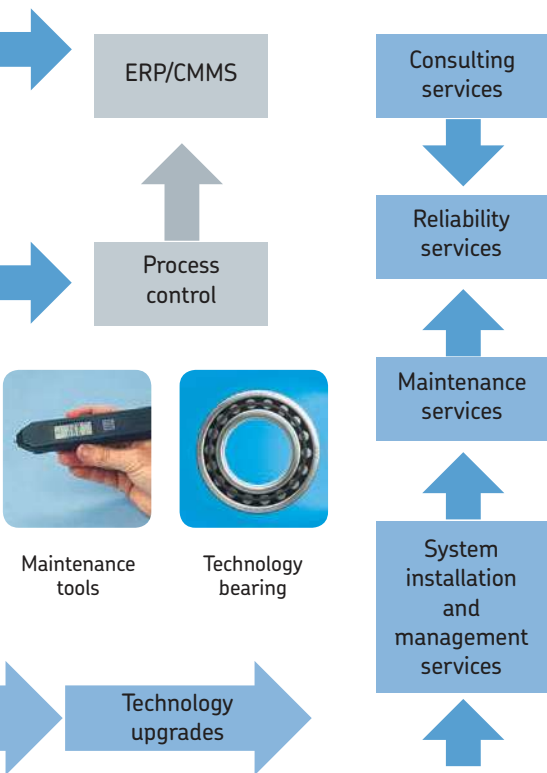 ERP/CMMS
Process
control
Maintenance
tools
Technology
bearing
Technology
upgrades
Consulting
services
Reliability
services
Maintenance
services
System
installation
and
management
services